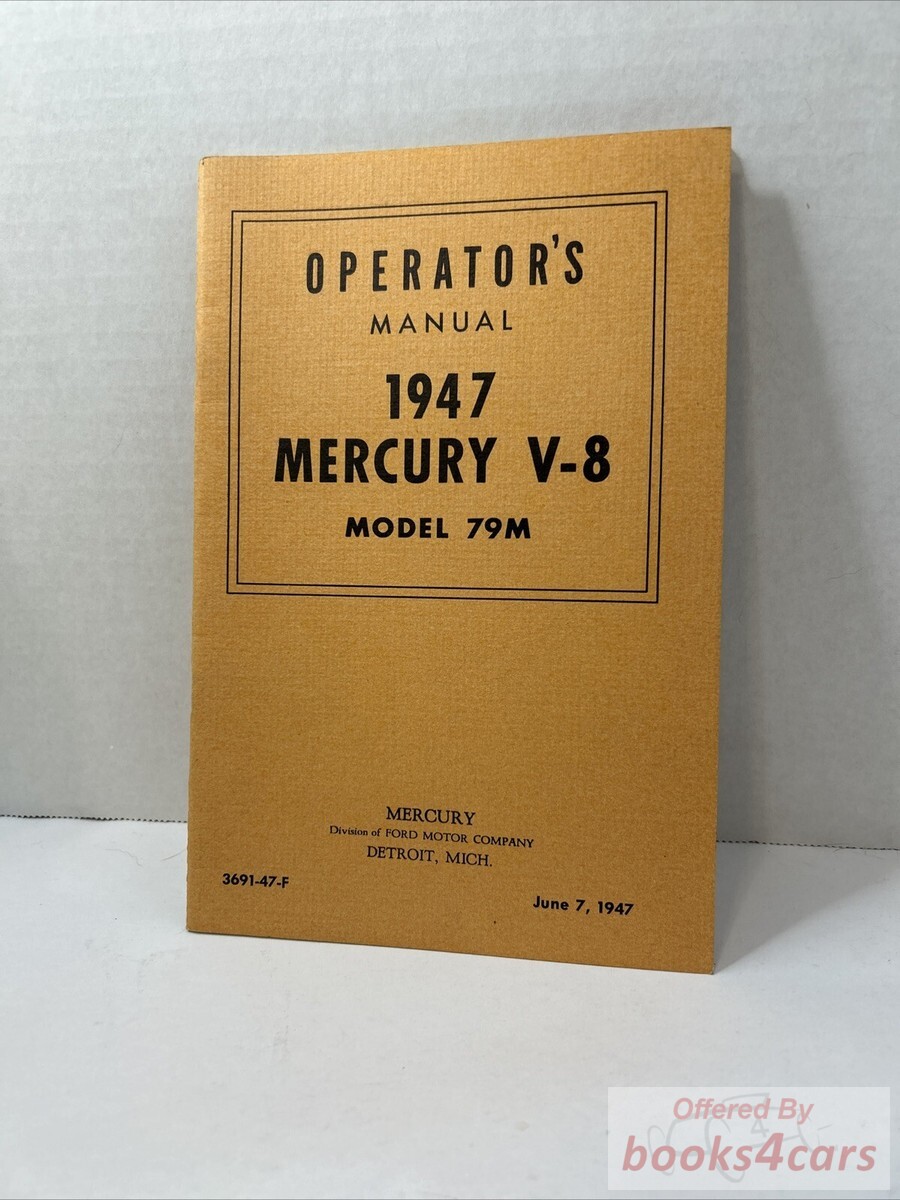 OPERATOR'S
MANUAL
1947
MERCURY V-8
MODEL 79M
MERCURY
Division of FORD MOTOR COMPANY
DETROIT, MICH.
3691-47-F
June 7, 1947
Offered By
books4cars